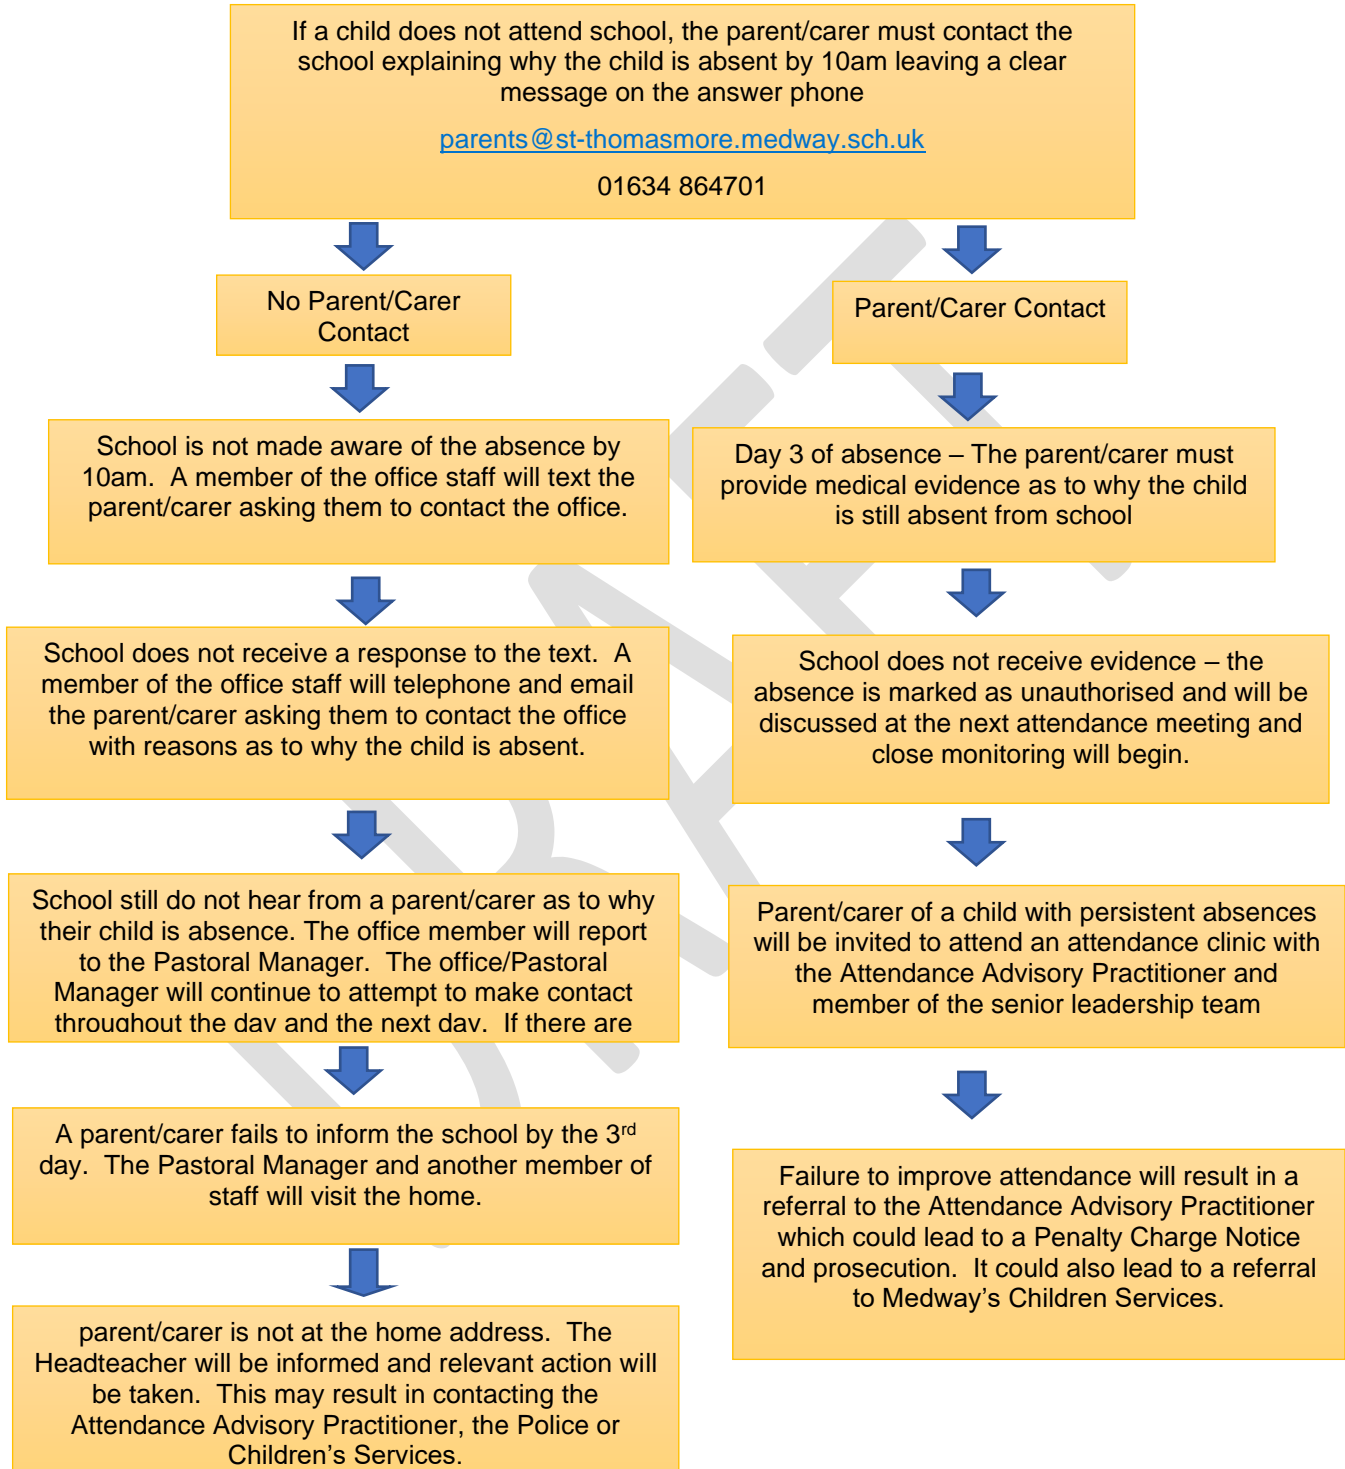 If a child does not attend school, the parent/carer must contact the
school explaining why the child is absent by 10am leaving a clear
message on the answer phone
parents@st-thomasmore.medway.sch.uk
01634 864701
No Parent/Carer
Contact
School is not made aware of the absence by
10am.  A member of the office staff will text the
parent/carer asking them to contact the office.
School does not receive a response to the text.  A
member of the office staff will telephone and email
the parent/carer asking them to contact the office
with reasons as to why the child is absent.
School still do not hear from a parent/carer as to why
their child is absence. The office member will report
to the Pastoral Manager.  The office/Pastoral
Manager will continue to attempt to make contact
throughout the day and the next day.  If there are
A parent/carer fails to inform the school by the 3rd
day.  The Pastoral Manager and another member of
staff will visit the home.
parent/carer is not at the home address.  The
Headteacher will be informed and relevant action will
be taken.  This may result in contacting the
Attendance Advisory Practitioner, the Police or
Children's Services.
Parent/Carer Contact
Day 3 of absence – The parent/carer must
provide medical evidence as to why the child
is still absent from school
School does not receive evidence – the
absence is marked as unauthorised and will be
discussed at the next attendance meeting and
close monitoring will begin.
Parent/carer of a child with persistent absences
will be invited to attend an attendance clinic with
the Attendance Advisory Practitioner and
member of the senior leadership team
Failure to improve attendance will result in a
referral to the Attendance Advisory Practitioner
which could lead to a Penalty Charge Notice
and prosecution.  It could also lead to a referral
to Medway's Children Services.
DRAFT